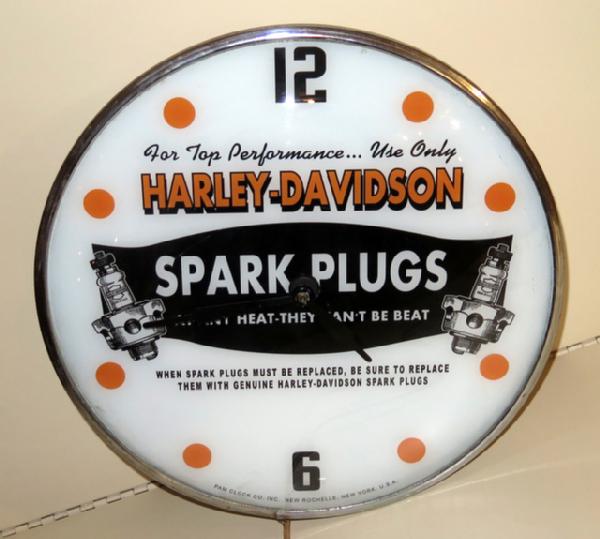 12
For Top Performance... Use Only
HARLEY-DAVIDSON
SPARK PLUGS
HEAT-THEY CAN'T BE BEAT
WHEN SPARK PLUGS MUST BE REPLACED, BE SURE TO REPLACE
THEM WITH GENUINE HARLEY-DAVIDSON SPARK PLUGS
6
PAM CLOCK CO. INC. NEW ROCHELLE, NEW YORK, U.S.A.